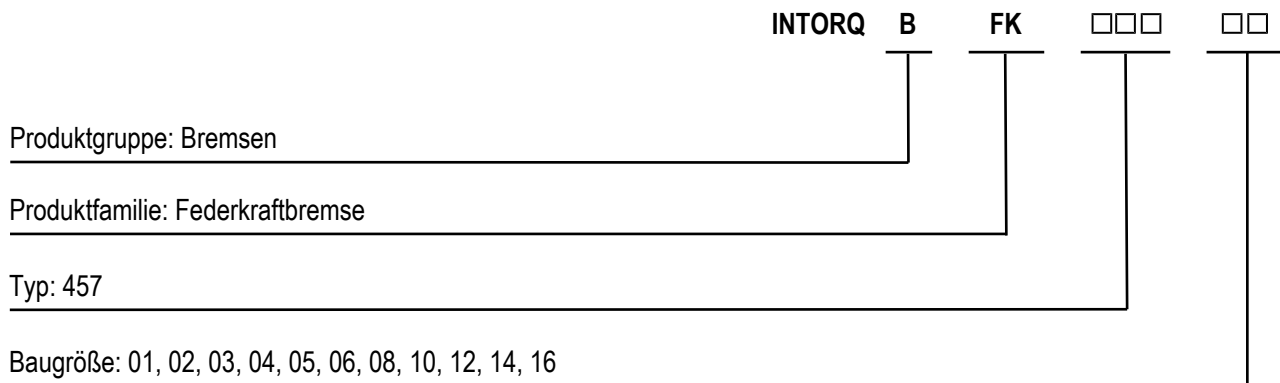 INTORQ B FK □□□ □□
Produktgruppe: Bremsen
Produktfamilie: Federkraftbremse
Typ: 457
Baugröße: 01, 02, 03, 04, 05, 06, 08, 10, 12, 14, 16